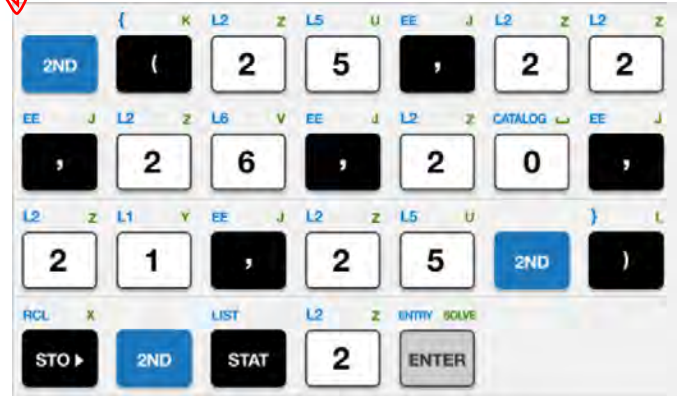 { K L2 Z L5 U EE J L2 Z L2 Z
2ND ( 2 5 , 2 2
EE J L2 Z L6 V EE J L2 Z CATALOG ⎵ EE J
, 2 6 , 2 0 ,
L2 Z L1 Y EE J L2 Z L5 U } L
2 1 , 2 5 2ND )
RCL X LIST L2 Z ENTRY SOLVE
STO▶ 2ND STAT 2 ENTER